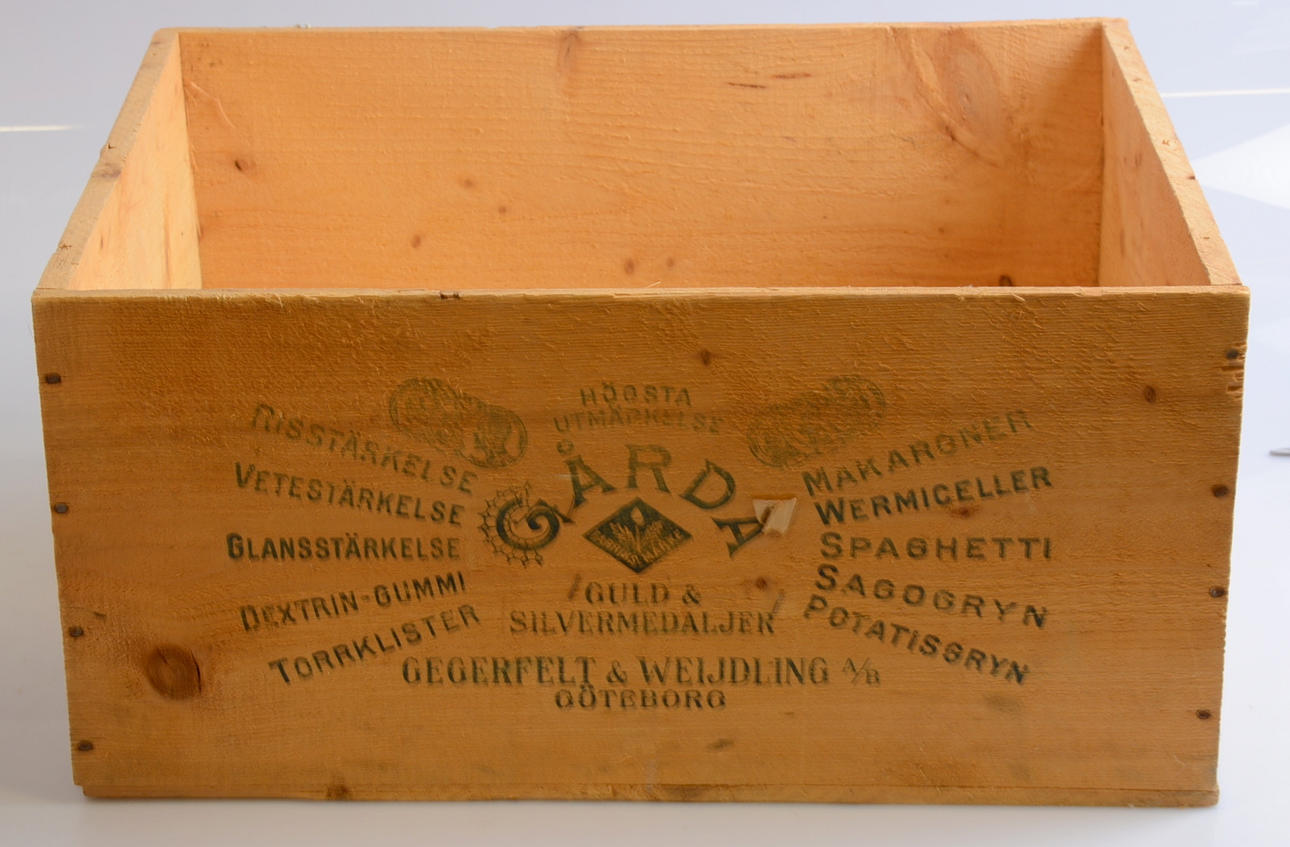 HÖGSTA
UTMÄRKELSE
GÅRDA
RISSTÄRKELSE
VETESTÄRKELSE
GLANSSTÄRKELSE
DEXTRIN-GUMMI
TORRKLISTER
MAKARONER
WERMICELLER
SPAGHETTI
SAGOGRYN
POTATISGRYN
GULD &
SILVERMEDALJER
GEGERFELT & WEIJDLING A/B
GÖTEBORG